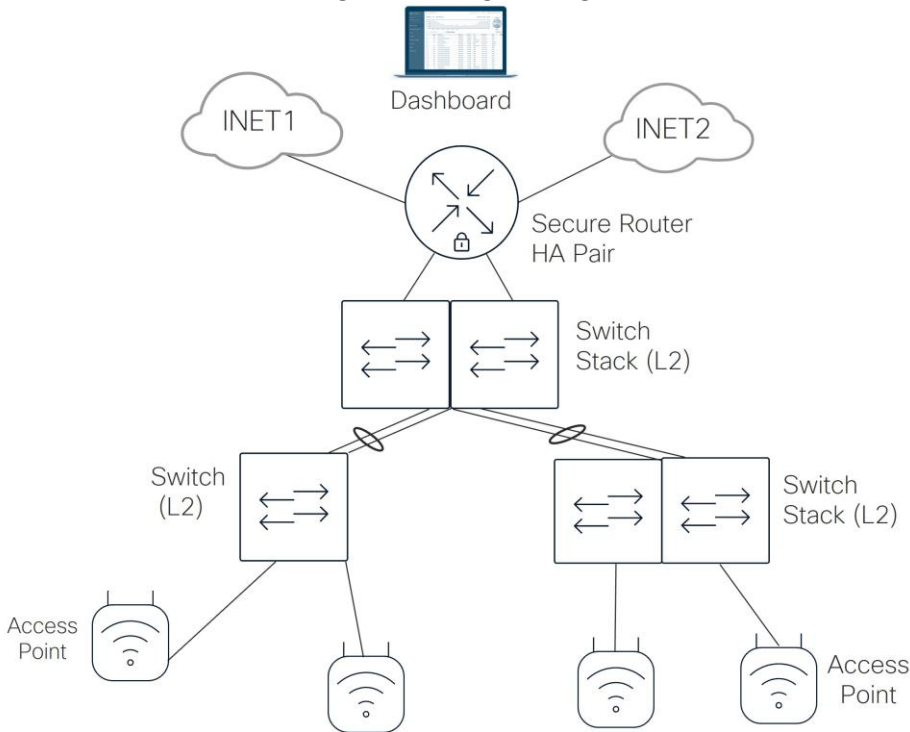 Dashboard
INET1
INET2
Secure Router
HA Pair
Switch
Stack (L2)
Switch
(L2)
Switch
Stack (L2)
Access
Point
Access
Point